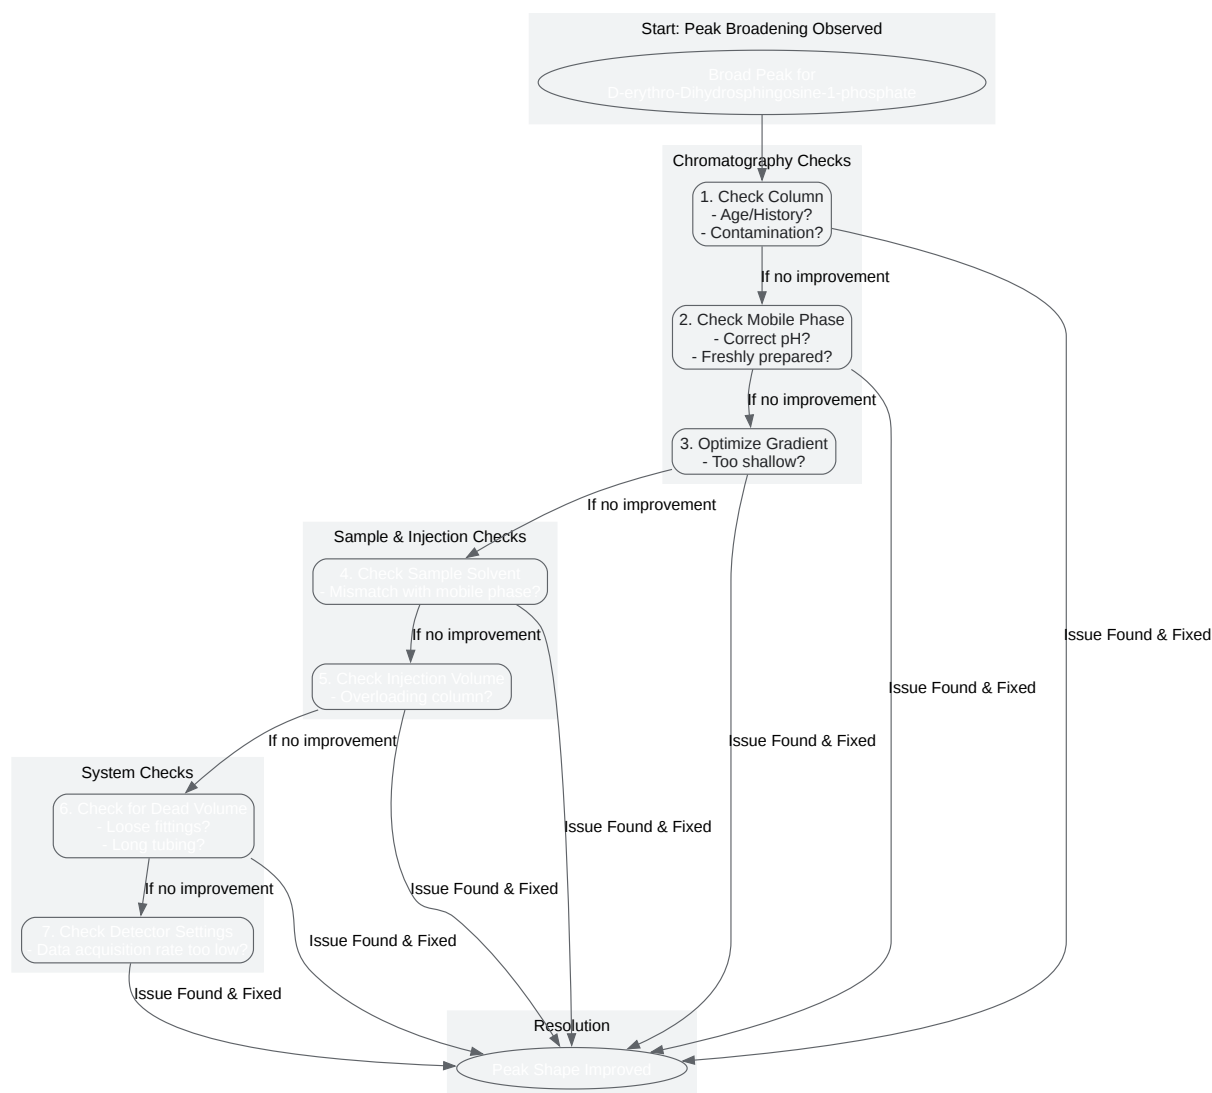 Start: Peak Broadening Observed
Broad Peak for
D-erythro-Dihydrosphingosine-1-phosphate
Chromatography Checks
1. Check Column
- Age/History?
- Contamination?
If no improvement
2. Check Mobile Phase
- Correct pH?
- Freshly prepared?
If no improvement
3. Optimize Gradient
- Too shallow?
If no improvement
Sample & Injection Checks
4. Check Sample Solvent
- Mismatch with mobile phase?
If no improvement
Issue Found & Fixed
5. Check Injection Volume
- Overloading column?
Issue Found & Fixed
If no improvement
Issue Found & Fixed
System Checks
6. Check for Dead Volume
- Loose fittings?
- Long tubing?
Issue Found & Fixed
If no improvement
Issue Found & Fixed
7. Check Detector Settings
- Data acquisition rate too low?
Issue Found & Fixed
Issue Found & Fixed
Resolution
Peak Shape Improved